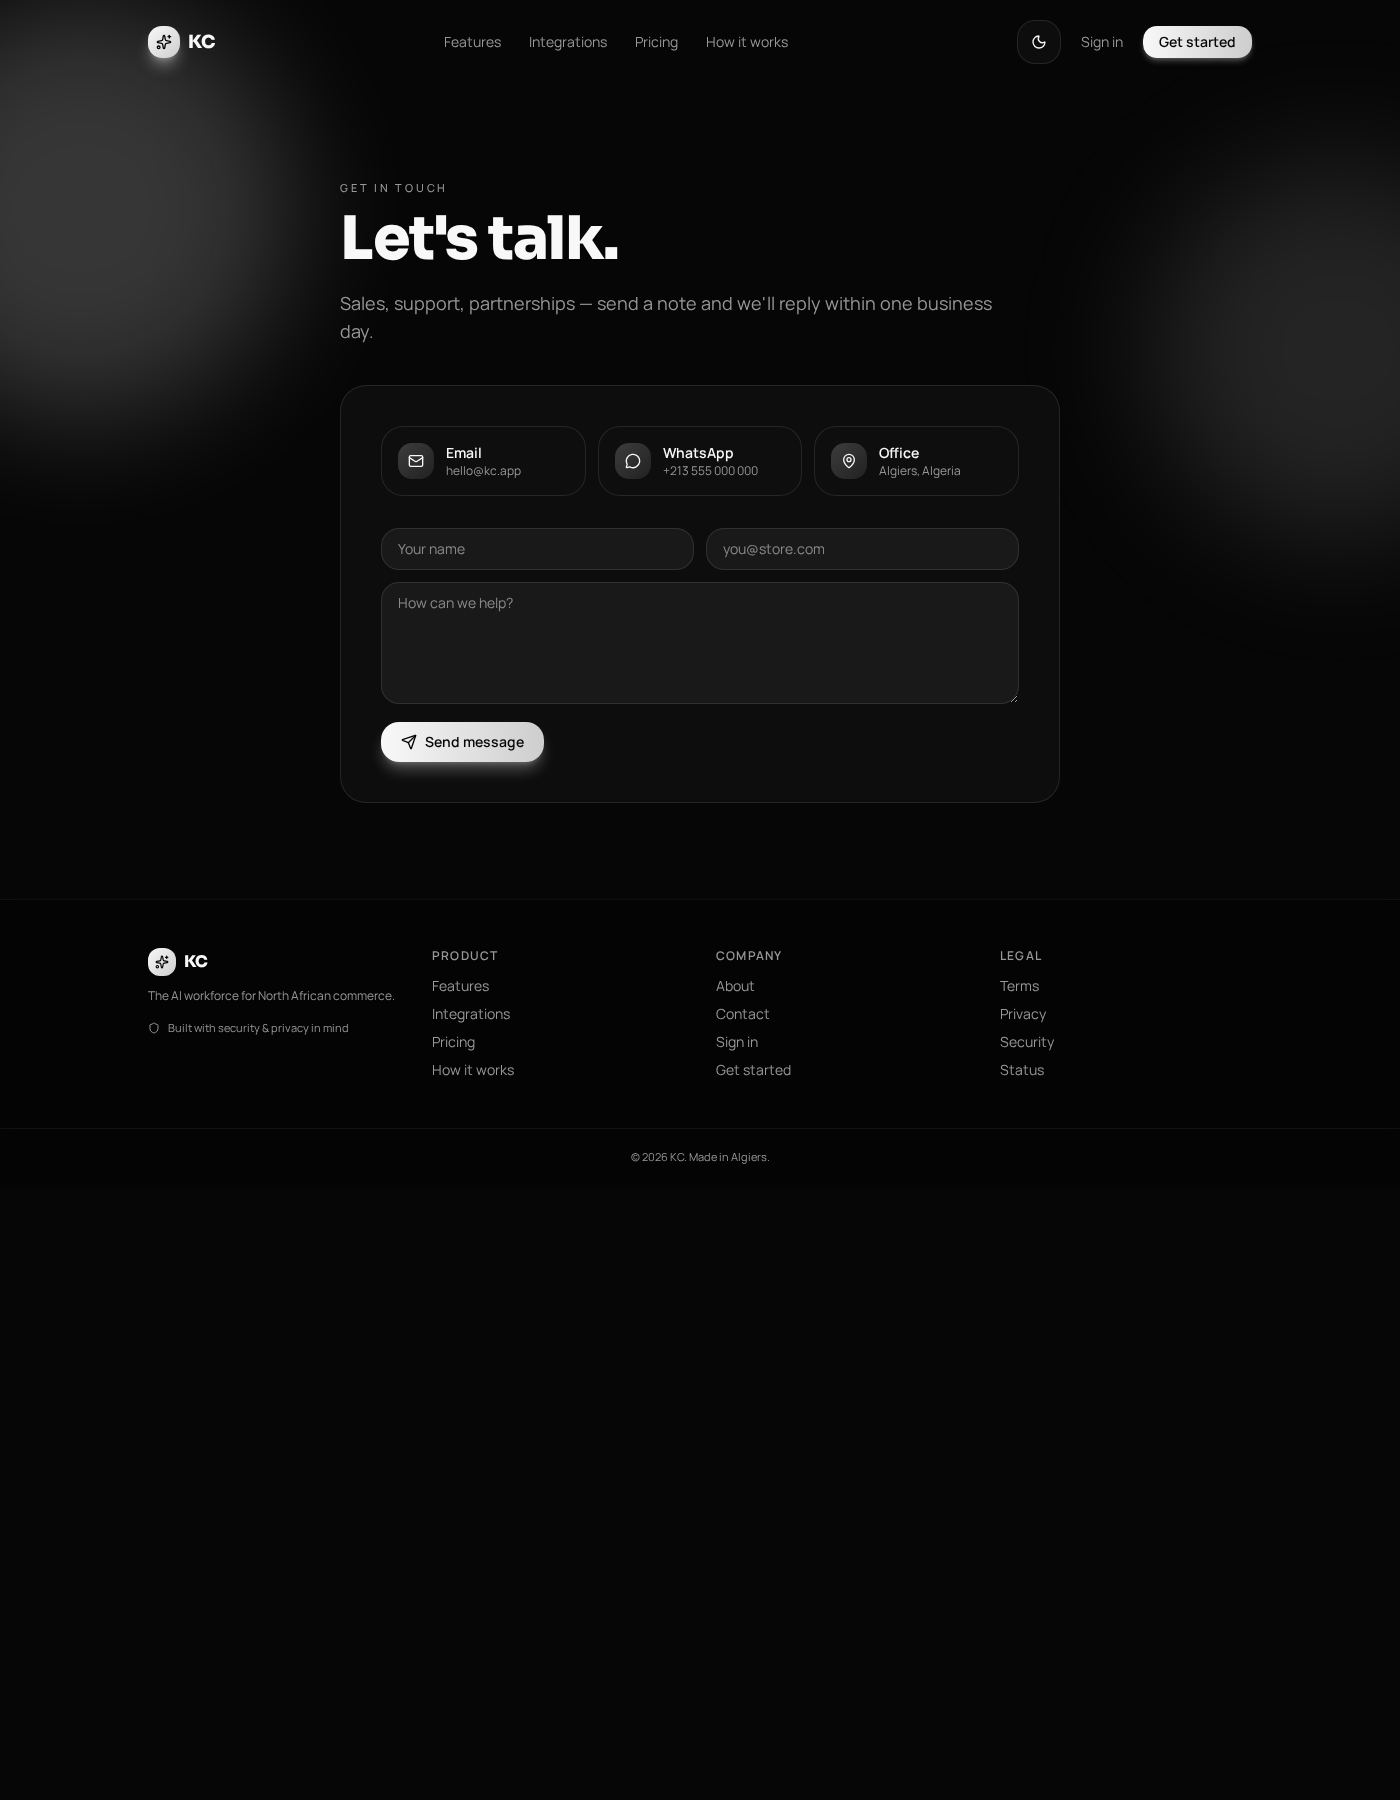 KC
Features
Integrations
Pricing
How it works
Sign in
Get started
GET IN TOUCH
Let's talk.
Sales, support, partnerships — send a note and we'll reply within one business
day.
Email
hello@kc.app
WhatsApp
+213 555 000 000
Office
Algiers, Algeria
Your name
you@store.com
How can we help?
Send message
KC
The AI workforce for North African commerce.
Built with security & privacy in mind
PRODUCT
Features
Integrations
Pricing
How it works
COMPANY
About
Contact
Sign in
Get started
LEGAL
Terms
Privacy
Security
Status
© 2026 KC. Made in Algiers.